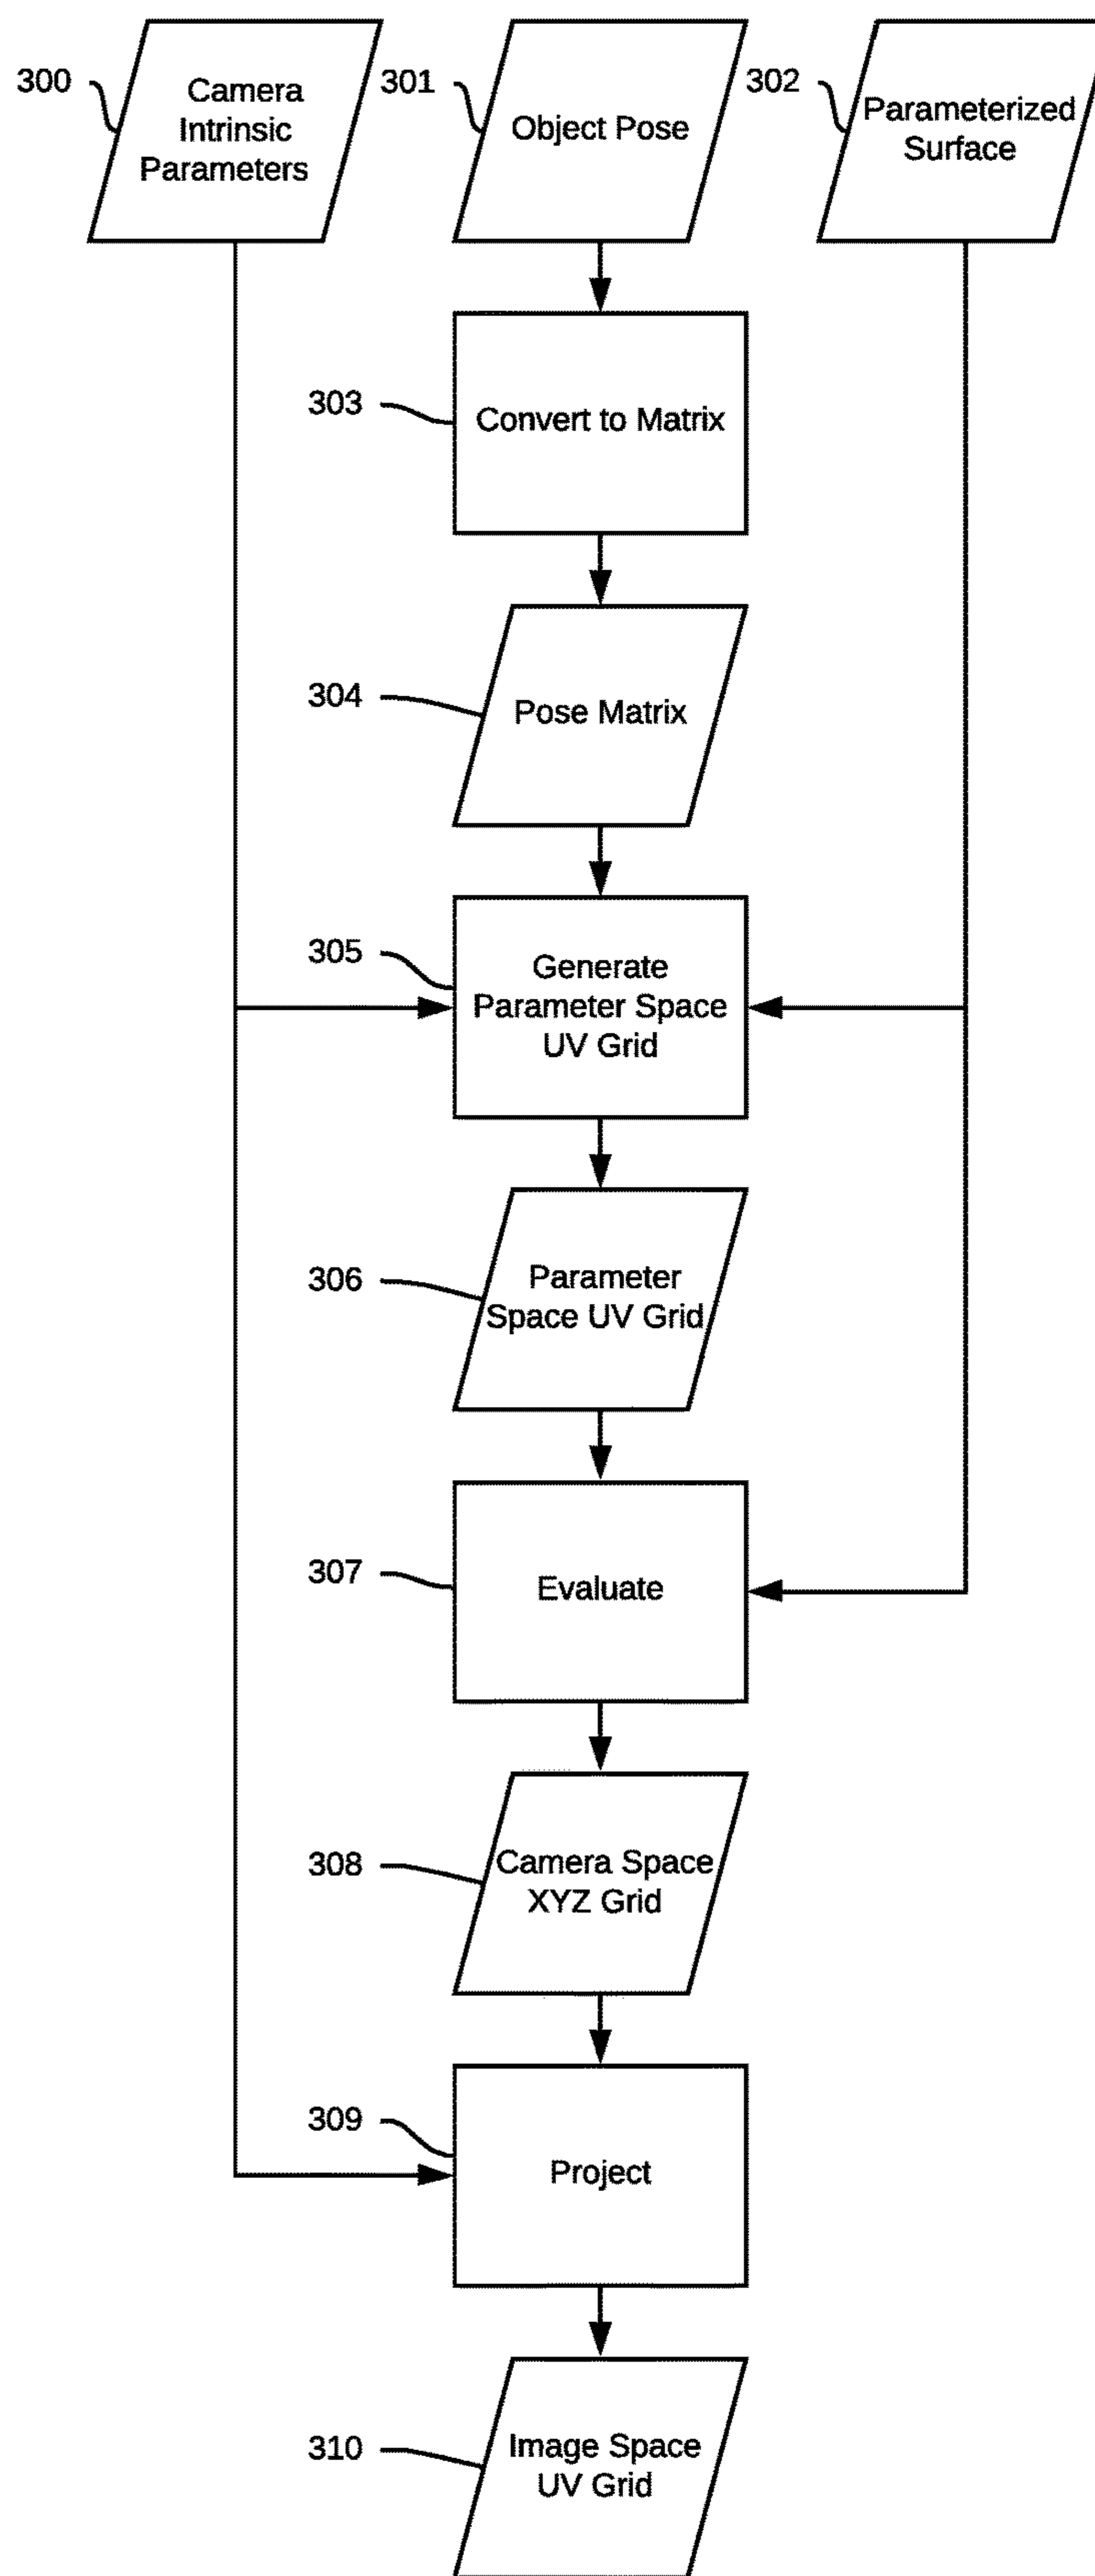 300
Camera
Intrinsic
Parameters
301
Object Pose
302
Parameterized
Surface
303
Convert to Matrix
304
Pose Matrix
305
Generate
Parameter Space
UV Grid
306
Parameter
Space UV Grid
307
Evaluate
308
Camera Space
XYZ Grid
309
Project
310
Image Space
UV Grid